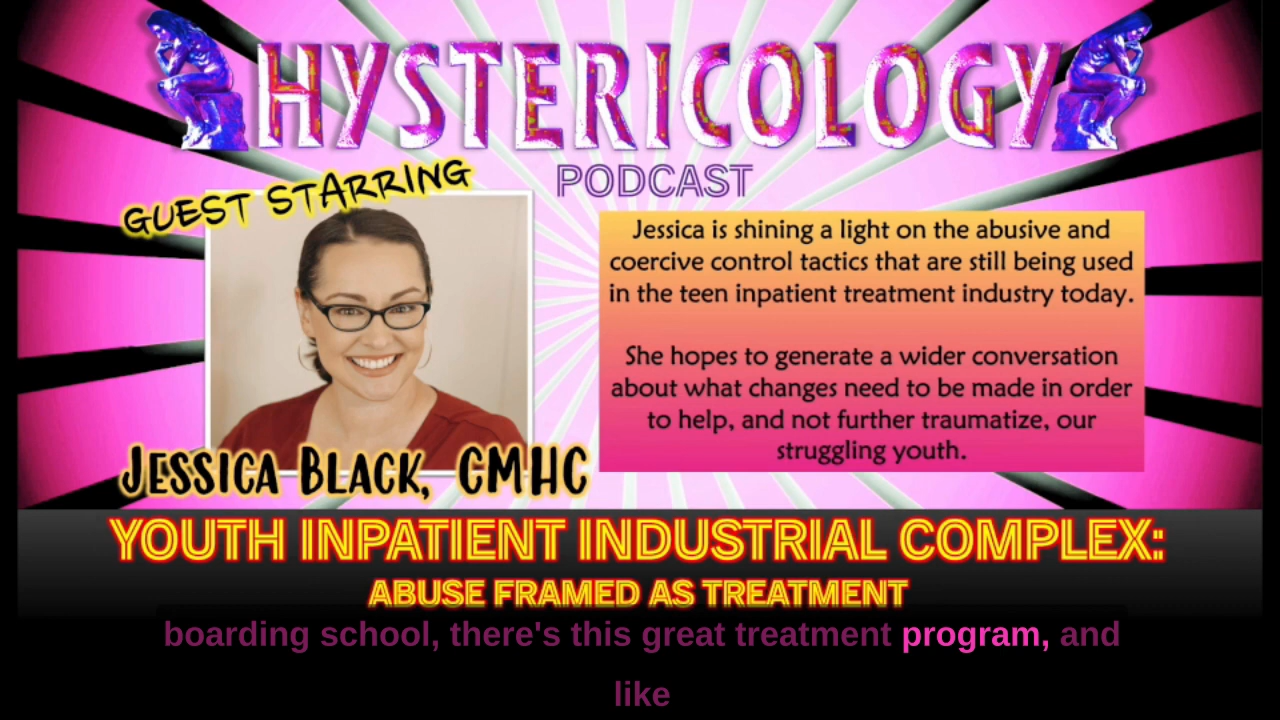 HYSTERICOLOGY
PODCAST
GUEST STARRING
Jessica is shining a light on the abusive and
coercive control tactics that are still being used
in the teen inpatient treatment industry today.
She hopes to generate a wider conversation
about what changes need to be made in order
to help, and not further traumatize, our
struggling youth.
JESSICA BLACK, CMHC
YOUTH INPATIENT INDUSTRIAL COMPLEX:
ABUSE FRAMED AS TREATMENT
boarding school, there's this great treatment program, and
like